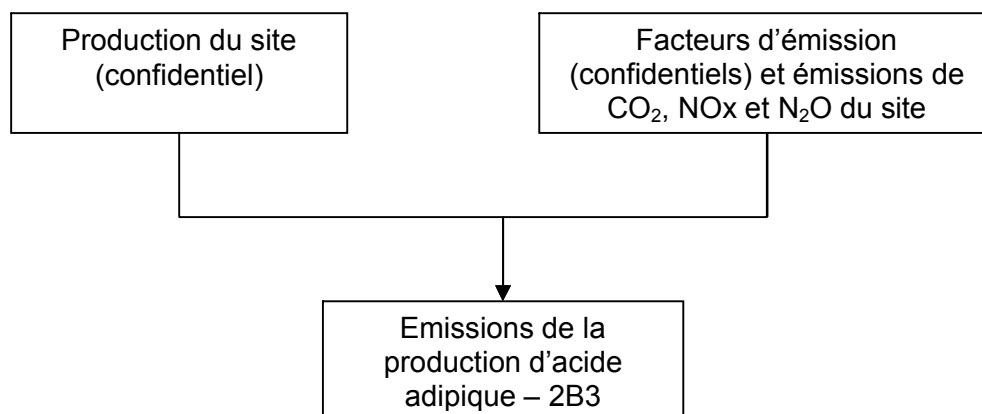 Production du site
(confidentiel)
Facteurs d’émission
(confidentiels) et émissions de
CO₂, NOx et N₂O du site
Emissions de la
production d’acide
adipique – 2B3